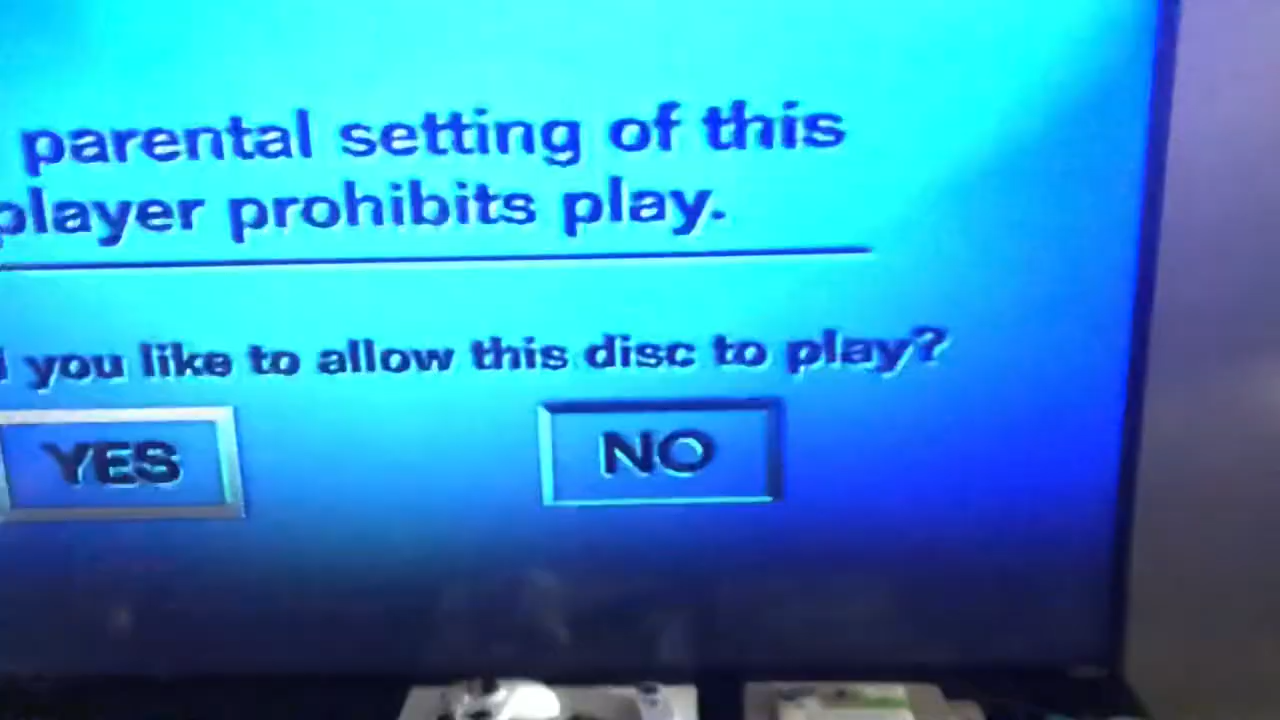 parental setting of this
player prohibits play.
you like to allow this disc to play?
YES NO